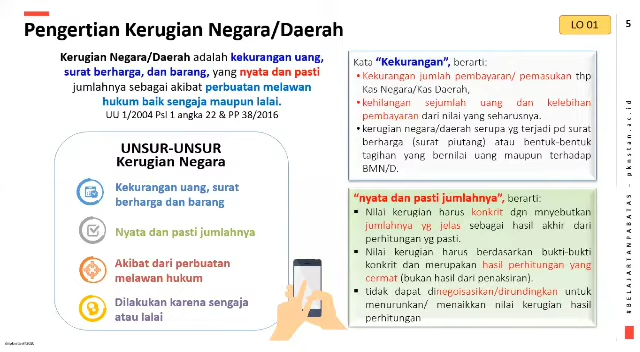 Pengertian Kerugian Negara/Daerah
LO 01
5
Kerugian Negara/Daerah adalah kekurangan uang,
surat berharga, dan barang, yang nyata dan pasti
jumlahnya sebagai akibat perbuatan melawan
hukum baik sengaja maupun lalai.
UU 1/2004 Psl 1 angka 22 & PP 38/2016
UNSUR-UNSUR
Kerugian Negara
Kekurangan uang, surat
berharga dan barang
Nyata dan pasti jumlahnya
Akibat dari perbuatan
melawan hukum
Dilakukan karena sengaja
atau lalai
Kata “Kekurangan”, berarti:
• Kekurangan jumlah pembayaran/ pemasukan thp
Kas Negara/Kas Daerah,
• kehilangan sejumlah uang dan kelebihan
pembayaran dari nilai yang seharusnya.
• kerugian negara/daerah serupa yg terjadi pd surat
berharga (surat piutang) atau bentuk-bentuk
tagihan yang bernilai uang maupun terhadap
BMN/D.
“nyata dan pasti jumlahnya”, berarti:
▪ Nilai kerugian harus konkrit dgn mnyebutkan
jumlahnya yg jelas sebagai hasil akhir dari
perhitungan yg pasti.
▪ Nilai kerugian harus berdasarkan bukti-bukti
konkrit dan merupakan hasil perhitungan yang
cermat (bukan hasil dari penaksiran).
▪ tidak dapat dinegoisasikan/dirundingkan untuk
menurunkan/ menaikkan nilai kerugian hasil
perhitungan
#BELAJARTANPABATAS - pknstan.ac.id